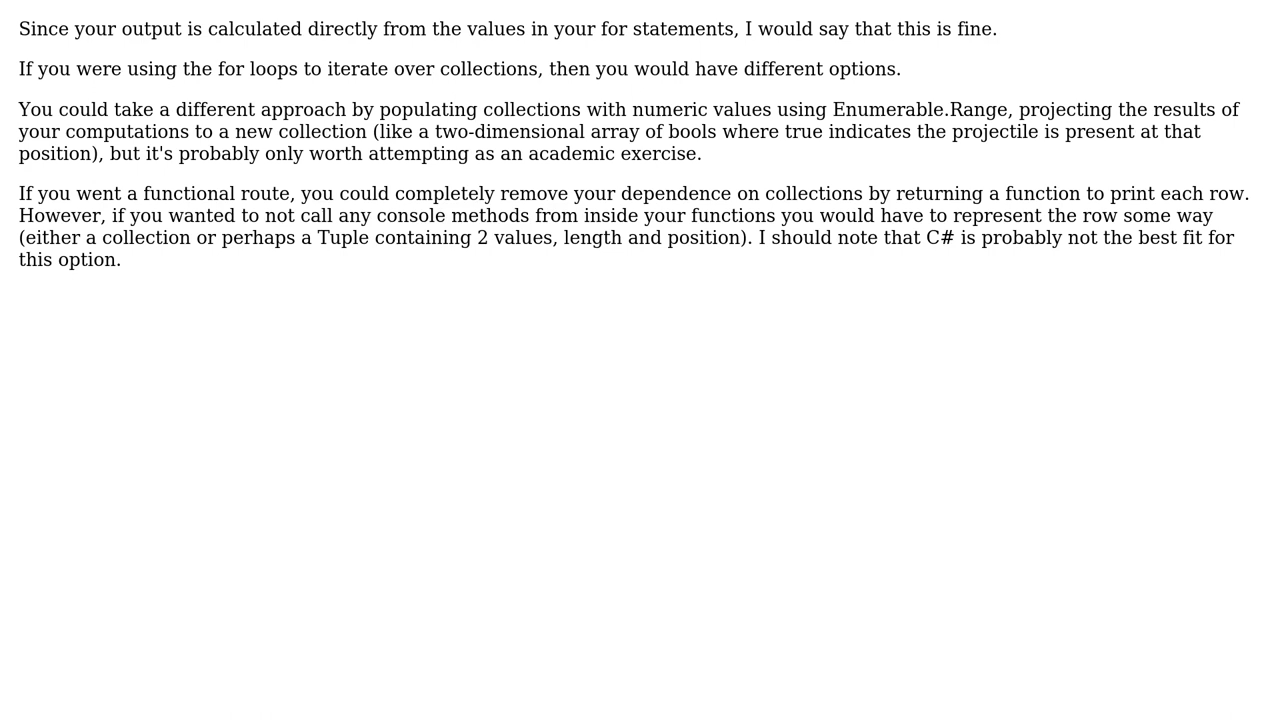 Since your output is calculated directly from the values in your for statements, I would say that this is fine.
If you were using the for loops to iterate over collections, then you would have different options.
You could take a different approach by populating collections with numeric values using Enumerable.Range, projecting the results of
your computations to a new collection (like a two-dimensional array of bools where true indicates the projectile is present at that
position), but it's probably only worth attempting as an academic exercise.
If you went a functional route, you could completely remove your dependence on collections by returning a function to print each row.
However, if you wanted to not call any console methods from inside your functions you would have to represent the row some way
(either a collection or perhaps a Tuple containing 2 values, length and position). I should note that C# is probably not the best fit for
this option.